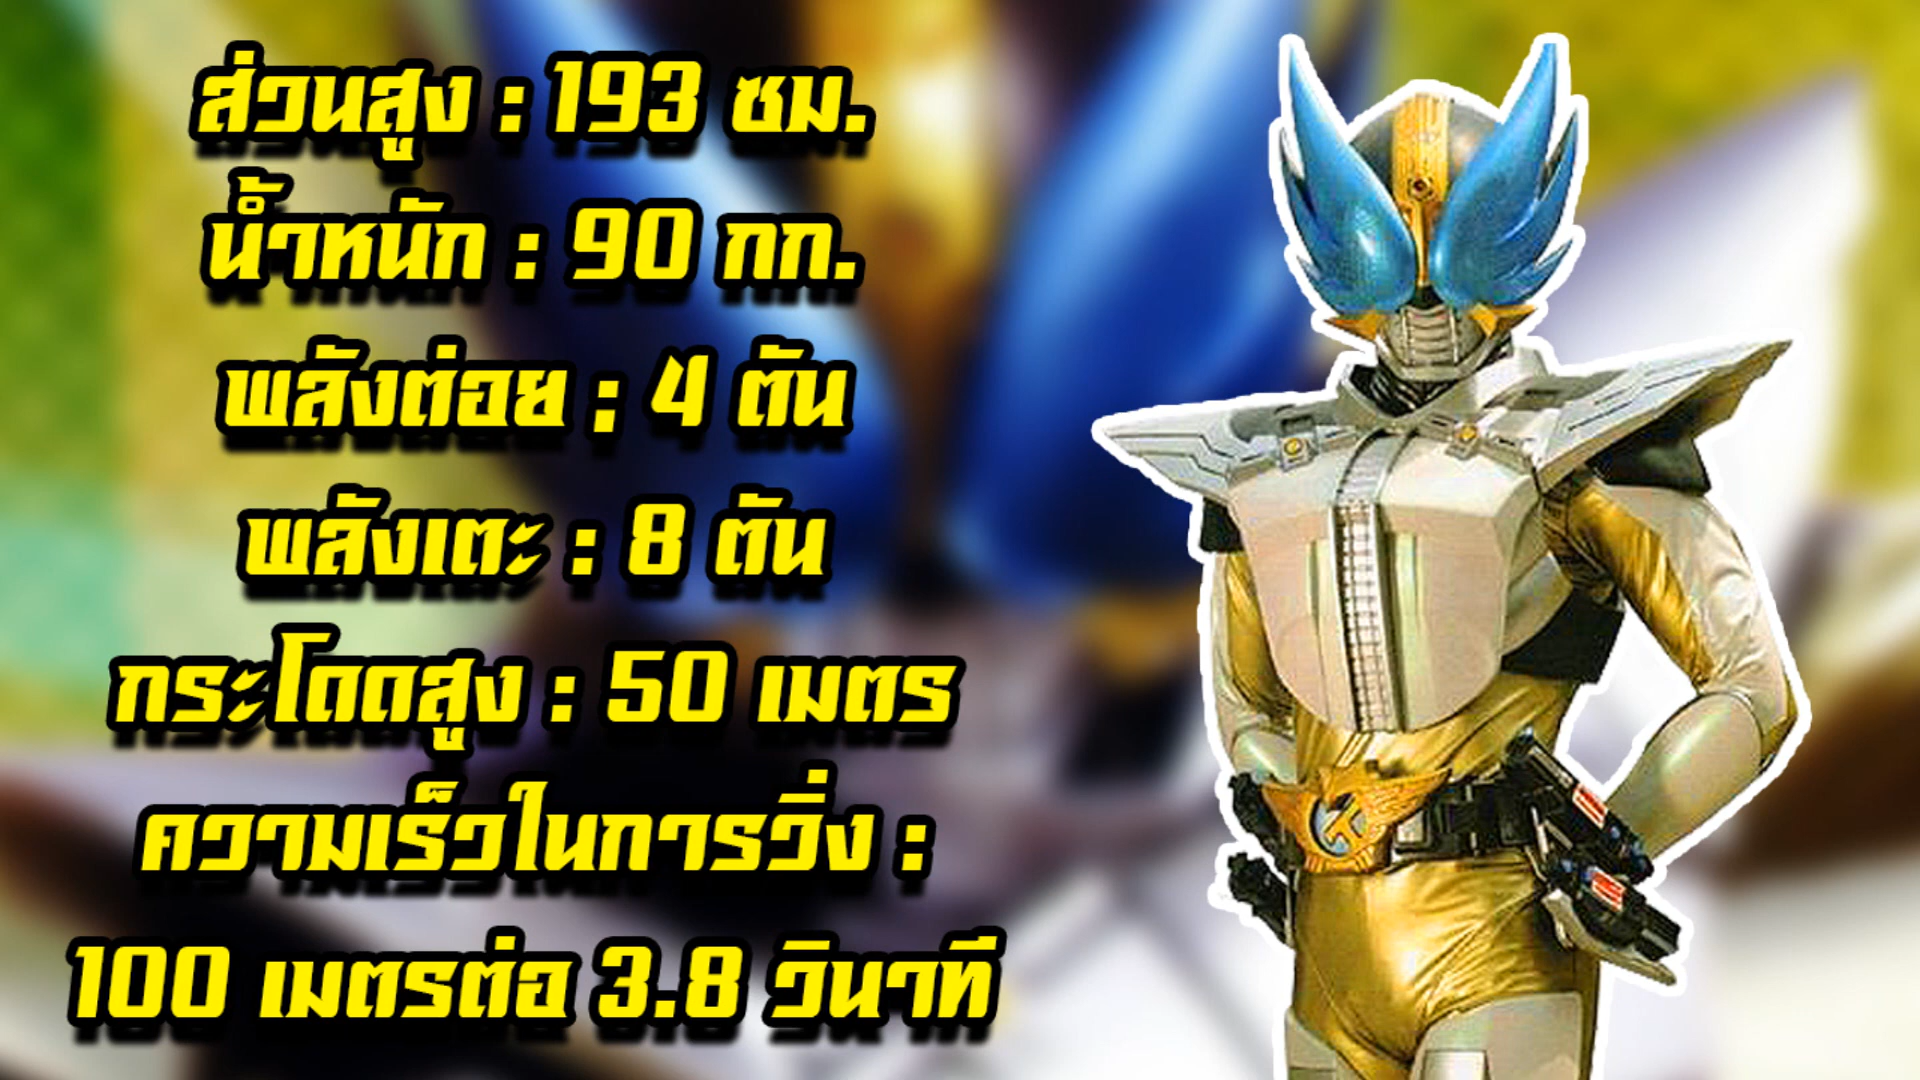 ส่วนสูง : 193 ซม.
น้ำหนัก : 90 กก.
พลังต่อย : 4 ตัน
พลังเตะ : 8 ตัน
กระโดดสูง : 50 เมตร
ความเร็วในการวิ่ง :
100 เมตรต่อ 3.8 วินาที